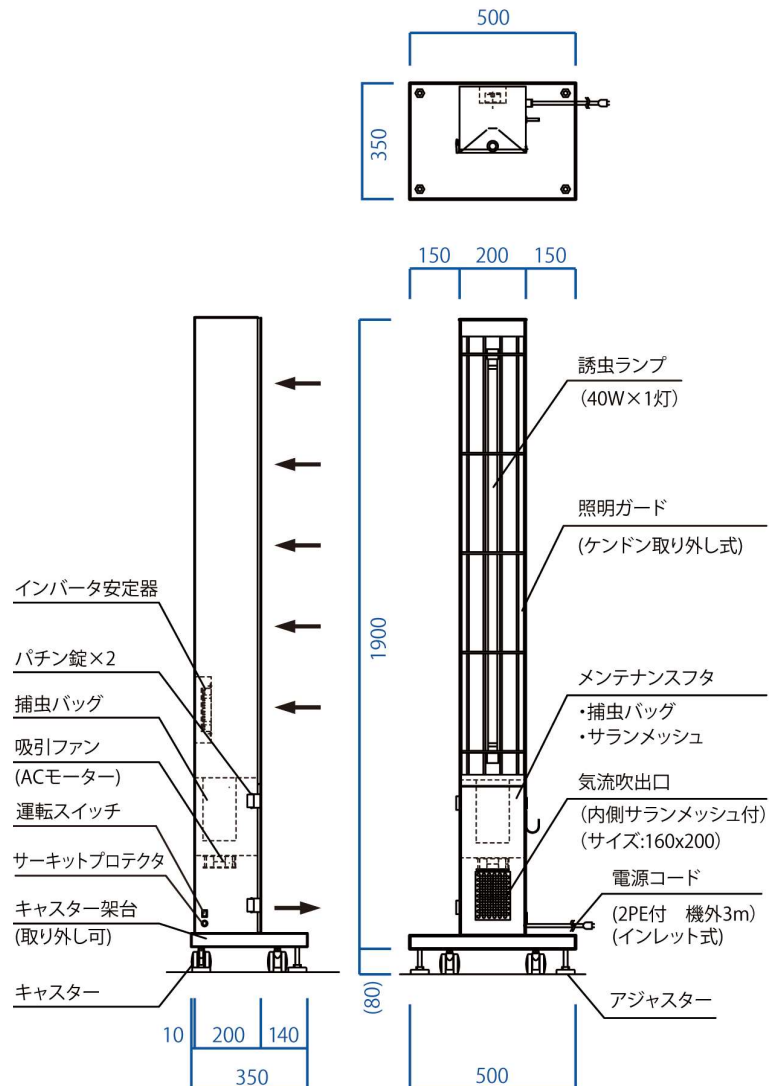 500
350
150 200 150
誘虫ランプ
（40W×1灯）
照明ガード
(ケンドン取り外し式)
インバータ安定器
1900
パチン錠×2
メンテナンスフタ
捕虫バッグ
・捕虫バッグ
・サランメッシュ
吸引ファン
(ACモーター)
気流吹出口
運転スイッチ
（内側サランメッシュ付）
（サイズ:160x200）
サーキットプロテクタ
電源コード
キャスター架台
(取り外し可)
(2PE付　機外3m)
(インレット式)
キャスター
(80)
アジャスター
10 200 140
350
500